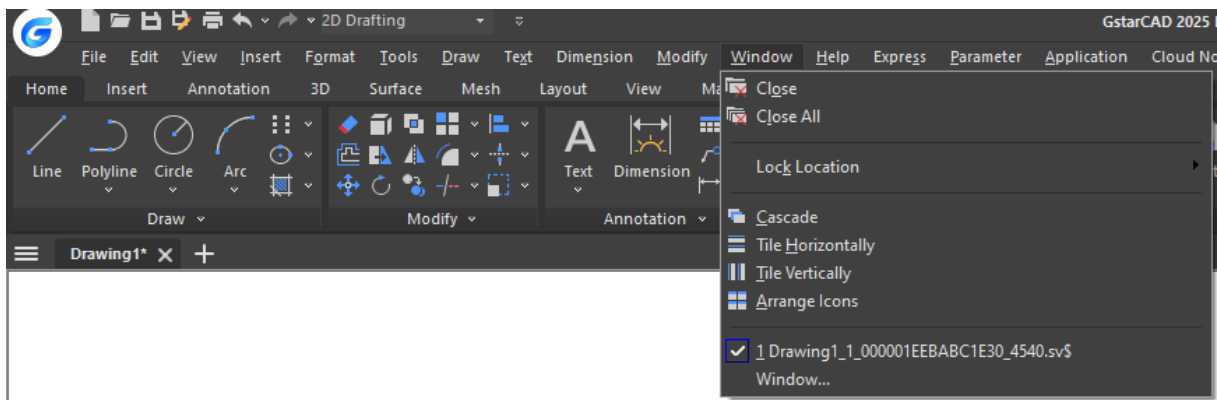 2D Drafting
GstarCAD 2025
File Edit View Insert Format Tools Draw Text Dimension Modify Window Help Express Parameter Application Cloud
Home Insert Annotation 3D Surface Mesh Layout View
Close
Close All
Line Polyline Circle Arc
Text Dimension
Lock Location
Draw Modify Annotation
Cascade
Drawing1*
Tile Horizontally
Tile Vertically
Arrange Icons
1 Drawing1_1_000001EEBABC1E30_4540.sv$
Window...